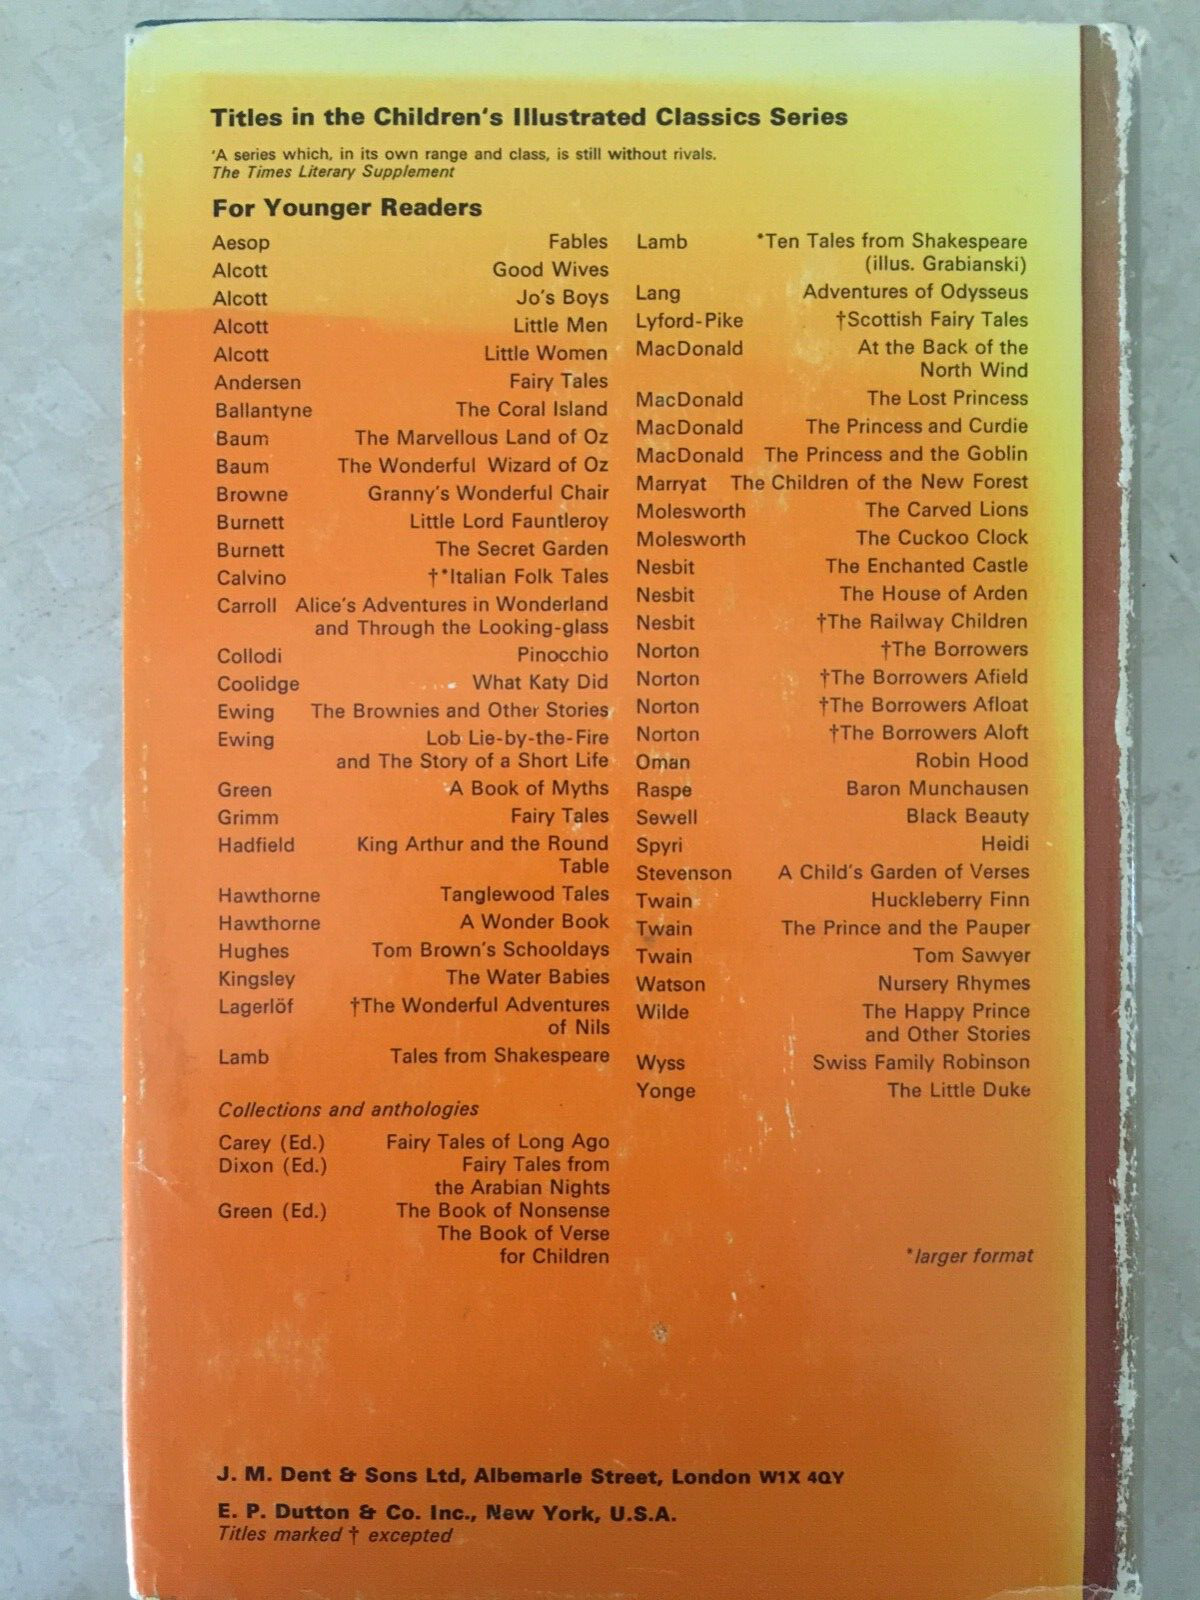 Titles in the Children's Illustrated Classics Series
'A series which, in its own range and class, is still without rivals.
The Times Literary Supplement
For Younger Readers
Aesop Fables
Alcott Good Wives
Alcott Jo's Boys
Alcott Little Men
Alcott Little Women
Andersen Fairy Tales
Ballantyne The Coral Island
Baum The Marvellous Land of Oz
Baum The Wonderful Wizard of Oz
Browne Granny's Wonderful Chair
Burnett Little Lord Fauntleroy
Burnett The Secret Garden
Calvino †*Italian Folk Tales
Carroll Alice's Adventures in Wonderland
and Through the Looking-glass
Collodi Pinocchio
Coolidge What Katy Did
Ewing The Brownies and Other Stories
Ewing Lob Lie-by-the-Fire
and The Story of a Short Life
Green A Book of Myths
Grimm Fairy Tales
Hadfield King Arthur and the Round
Table
Hawthorne Tanglewood Tales
Hawthorne A Wonder Book
Hughes Tom Brown's Schooldays
Kingsley The Water Babies
Lagerlöf †The Wonderful Adventures
of Nils
Lamb Tales from Shakespeare
Collections and anthologies
Carey (Ed.) Fairy Tales of Long Ago
Dixon (Ed.) Fairy Tales from
the Arabian Nights
Green (Ed.) The Book of Nonsense
The Book of Verse
for Children
Lamb *Ten Tales from Shakespeare
(illus. Grabianski)
Lang Adventures of Odysseus
Lyford-Pike †Scottish Fairy Tales
MacDonald At the Back of the
North Wind
MacDonald The Lost Princess
MacDonald The Princess and Curdie
MacDonald The Princess and the Goblin
Marryat The Children of the New Forest
Molesworth The Carved Lions
Molesworth The Cuckoo Clock
Nesbit The Enchanted Castle
Nesbit The House of Arden
Nesbit †The Railway Children
Norton †The Borrowers
Norton †The Borrowers Afield
Norton †The Borrowers Afloat
Norton †The Borrowers Aloft
Oman Robin Hood
Raspe Baron Munchausen
Sewell Black Beauty
Spyri Heidi
Stevenson A Child's Garden of Verses
Twain Huckleberry Finn
Twain The Prince and the Pauper
Twain Tom Sawyer
Watson Nursery Rhymes
Wilde The Happy Prince
and Other Stories
Wyss Swiss Family Robinson
Yonge The Little Duke
*larger format
J. M. Dent & Sons Ltd, Albemarle Street, London W1X 4QY
E. P. Dutton & Co. Inc., New York, U.S.A.
Titles marked † excepted